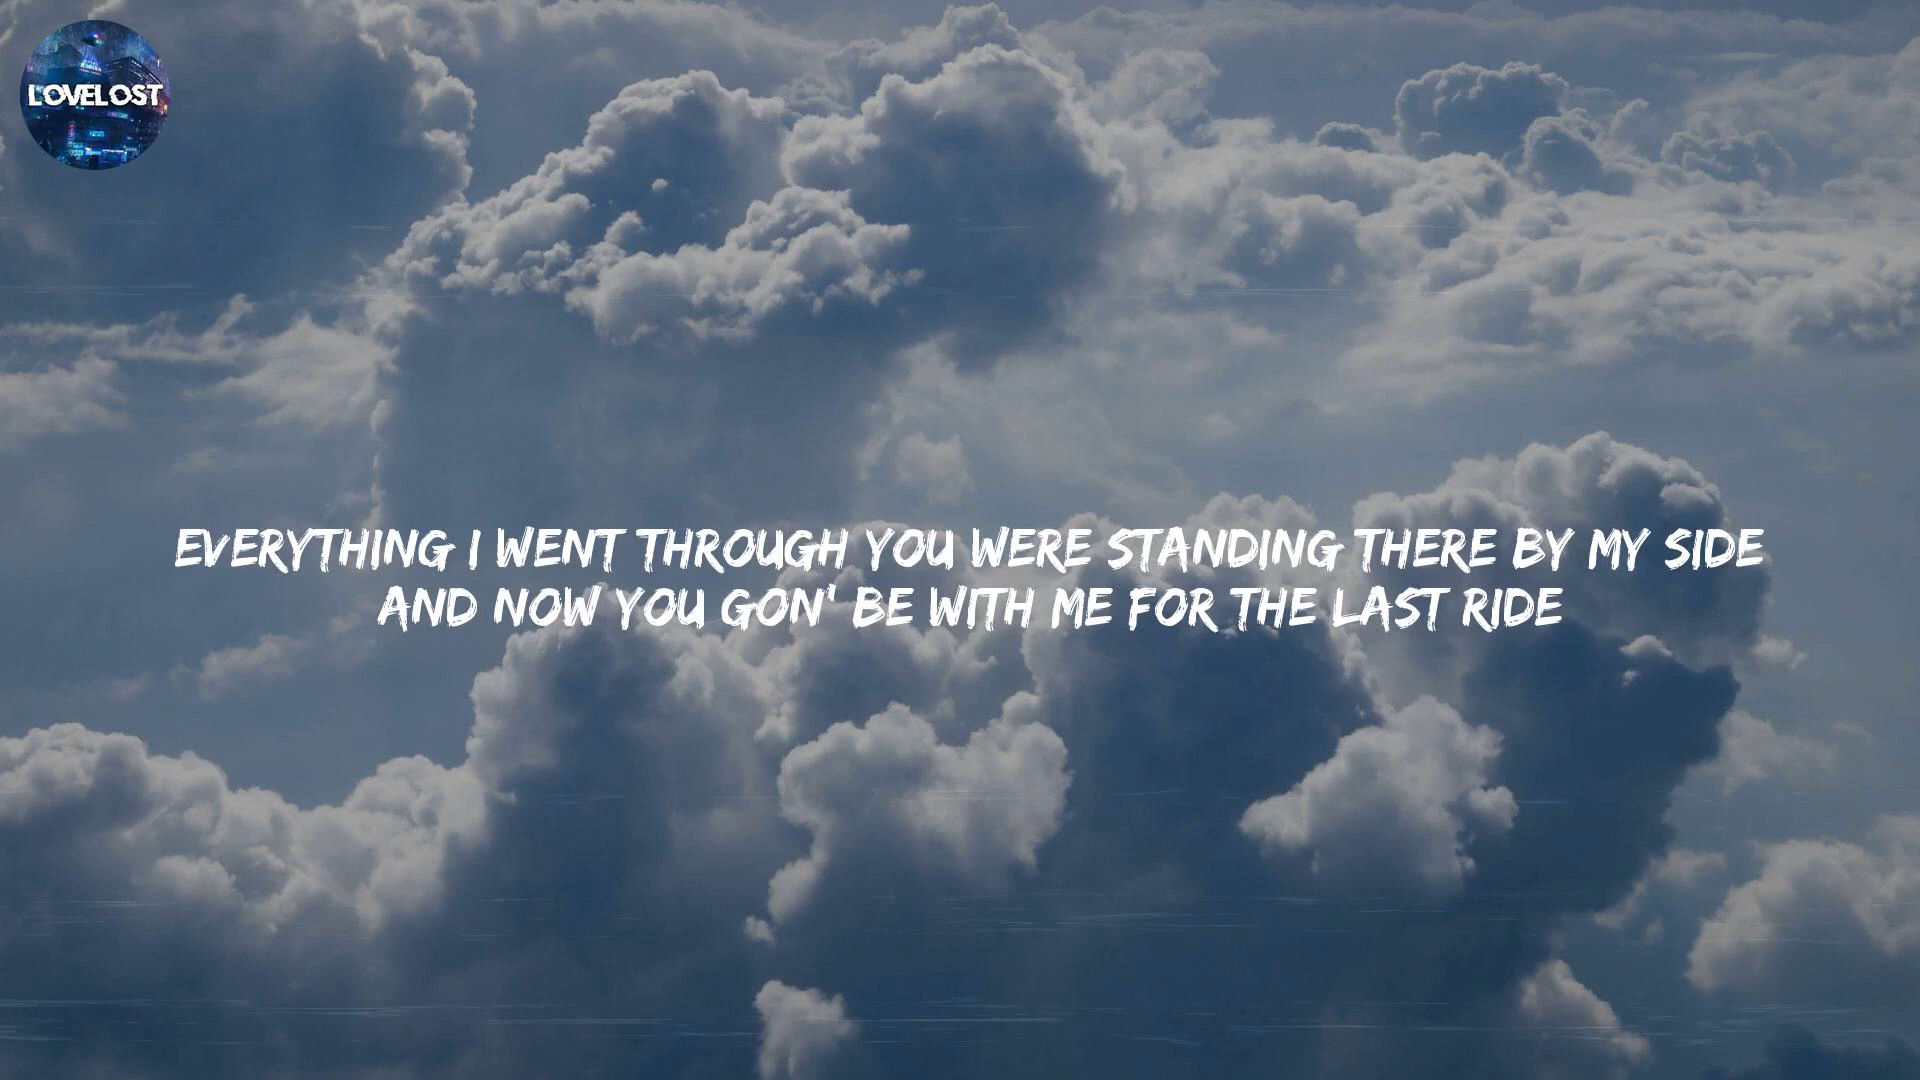 LOVELOST
EVERYTHING I WENT THROUGH YOU WERE STANDING THERE BY MY SIDE
AND NOW YOU GON' BE WITH ME FOR THE LAST RIDE